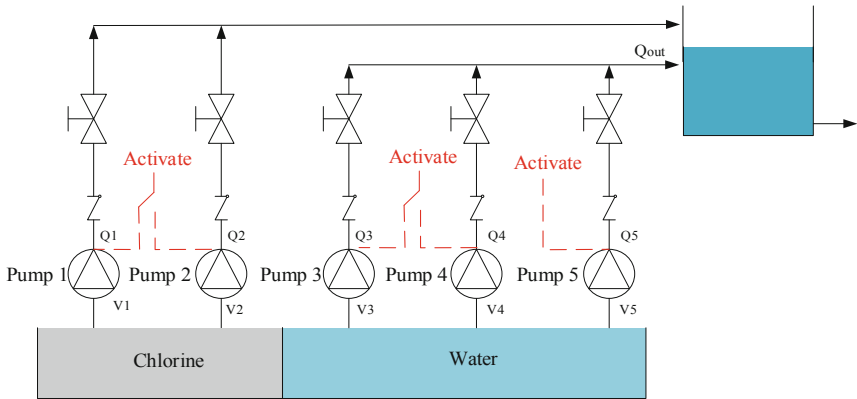 Qout
Activate
Activate
Activate
Q1
Q2
Q3
Q4
Q5
Pump 1
Pump 2
Pump 3
Pump 4
Pump 5
V1
V2
V3
V4
V5
Chlorine
Water